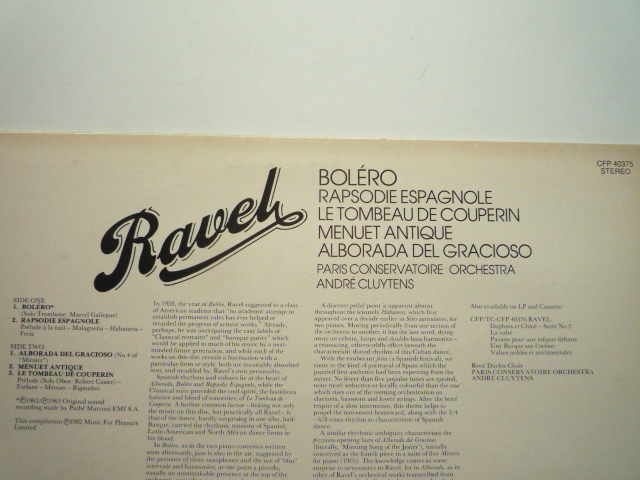 CFP 40375
STEREO
Ravel
BOLÉRO
RAPSODIE ESPAGNOLE
LE TOMBEAU DE COUPERIN
MENUET ANTIQUE
ALBORADA DEL GRACIOSO
PARIS CONSERVATOIRE ORCHESTRA
ANDRÉ CLUYTENS
SIDE ONE
1. BOLÉRO*
(Solo Trombone: Marcel Galiegue)
2. RAPSODIE ESPAGNOLE
Prélude à la nuit – Malagueña – Habanera –
Feria
SIDE TWO
1. ALBORADA DEL GRACIOSO (No.4 of
"Miroirs")
2. MENUET ANTIQUE
3. LE TOMBEAU DE COUPERIN
Prélude (Solo Oboe: Robert Casier) –
Forlane – Menuet – Rigaudon
*Ⓟ1962/Ⓟ1963 Original sound
recording made by Pathé Marconi EMI S.A.
This compilation Ⓟ1982 Music For Pleasure
Limited
In 1928, the year of Boléro, Ravel suggested to a class
of American students that "no academic attempt to
establish permanent rules has ever helped or
retarded the progress of artistic works." Already,
perhaps, he was anticipating the easy labels of
"Classical restraint" and "baroque purity" which
would be applied to much of his music by a near-
minded future generation, and while each of the
works on this disc reveals a fascination with a
particular form or style, both are invariably absorbed
into, and moulded by, Ravel's own personality.
Spanish rhythms and colours lie at the heart of
Alborada, Boléro and Rapsodie Espagnole, while the
Classical suite provided the cool spirit, the fastidious
balance and blend of sonorities, of Le Tombeau de
Couperin. A further common factor – linking not only
the music on this disc, but practically all Ravel – is
that of the dance, hardly surprising in one who, half-
Basque, carried the rhythmic tensions of Spanish,
Latin-American and North African dance forms in
his blood.
In Boléro, as in the two piano concertos written
soon afterwards, jazz is also in the air, suggested by
the presence of three saxophones and the use of 'blue'
intervals and harmonies; at one point a piccolo,
usually an unmistakable presence at the top of the
A discreet pedal point is apparent almost
throughout the leisurely Habanera, which first
appeared over a decade earlier in Sites auriculaires, for
two pianos. Moving periodically from one section of
the orchestra to another, it has the last word, dying
away on celesta, harps and double-bass harmonics –
a entrancing, otherworldly effect beneath the
characteristic dotted rhythm of this Cuban dance.
With the exuberant feria (a Spanish festival), we
come to the kind of portrayal of Spain which the
punched first audience had been expecting from the
outset. No fewer than five popular tunes are quoted,
none more seductive or locally colourful than the one
which rises out of the teeming orchestration on
clarinets, bassoons and lower strings. After the brief
respite of a slow intermezzo, this theme helps to
propel the movement homeward, along with the 3/4
– 6/8 cross-rhythm so characteristic of Spanish
dance.
A similar rhythmic ambiguity characterises the
pizzicato opening bars of Alborada del Gracioso
(literally, 'Morning Song of the Jester'), initially
conceived as the fourth piece in a suite of five Miroirs
for piano (1905). The knowledge comes as some
surprise to newcomers to Ravel, for in Alborada, as in
other of Ravel's orchestral works transcribed from
Also available on LP and Cassette:
CFP/TC-CFP 40376 RAVEL
Daphnis et Chloé – Suite No.2
La valse
Pavane pour une infante défunte
Une Barque sur l'océan
Valses nobles et sentimentales
René Duclos Choir
PARIS CONSERVATOIRE ORCHESTRA
ANDRÉ CLUYTENS